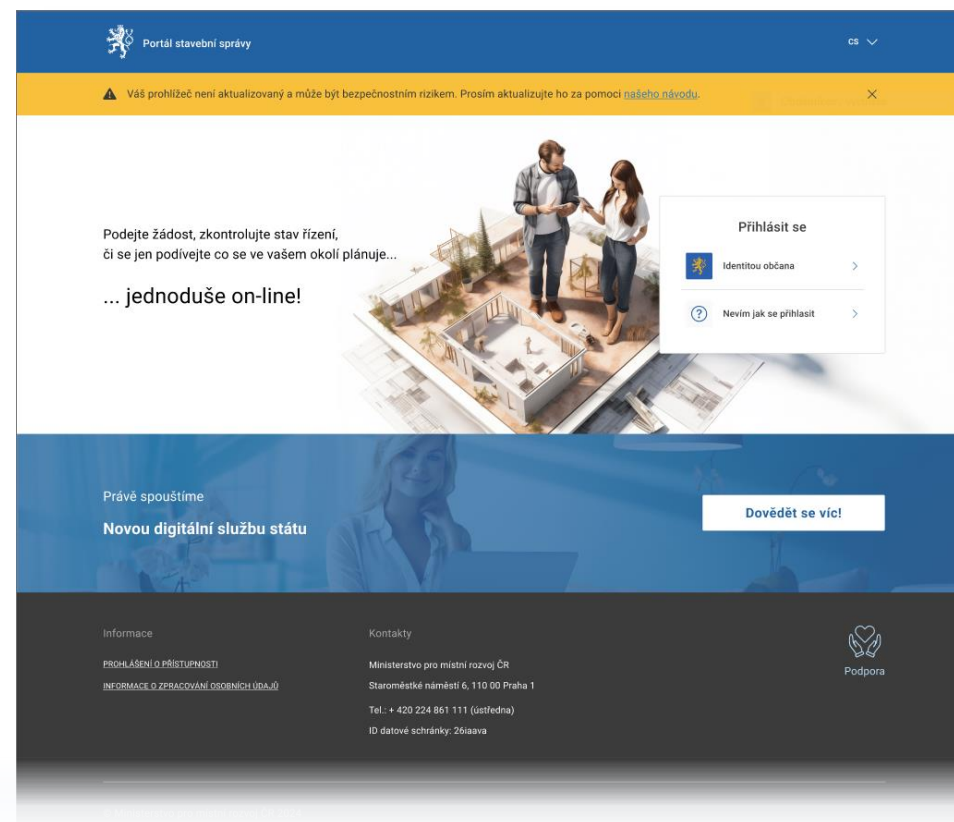 Portál stavební správy
CS
Váš prohlížeč není aktualizovaný a může být bezpečnostním rizikem. Prosím aktualizujte ho za pomoci našeho návodu.
Podejte žádost, zkontrolujte stav řízení,
či se jen podívejte co se ve vašem okolí plánuje...
... jednoduše on-line!
Přihlásit se
Identitou občana
Nevím jak se přihlasit
Právě spouštíme
Novou digitální službu státu
Dovědět se víc!
Informace
PROHLÁŠENÍ O PŘÍSTUPNOSTI
INFORMACE O ZPRACOVÁNÍ OSOBNÍCH ÚDAJŮ
Kontakty
Ministerstvo pro místní rozvoj ČR
Staroměstké náměstí 6, 110 00 Praha 1
Tel.: + 420 224 861 111 (ústředna)
ID datové schránky: 26iaava
Podpora